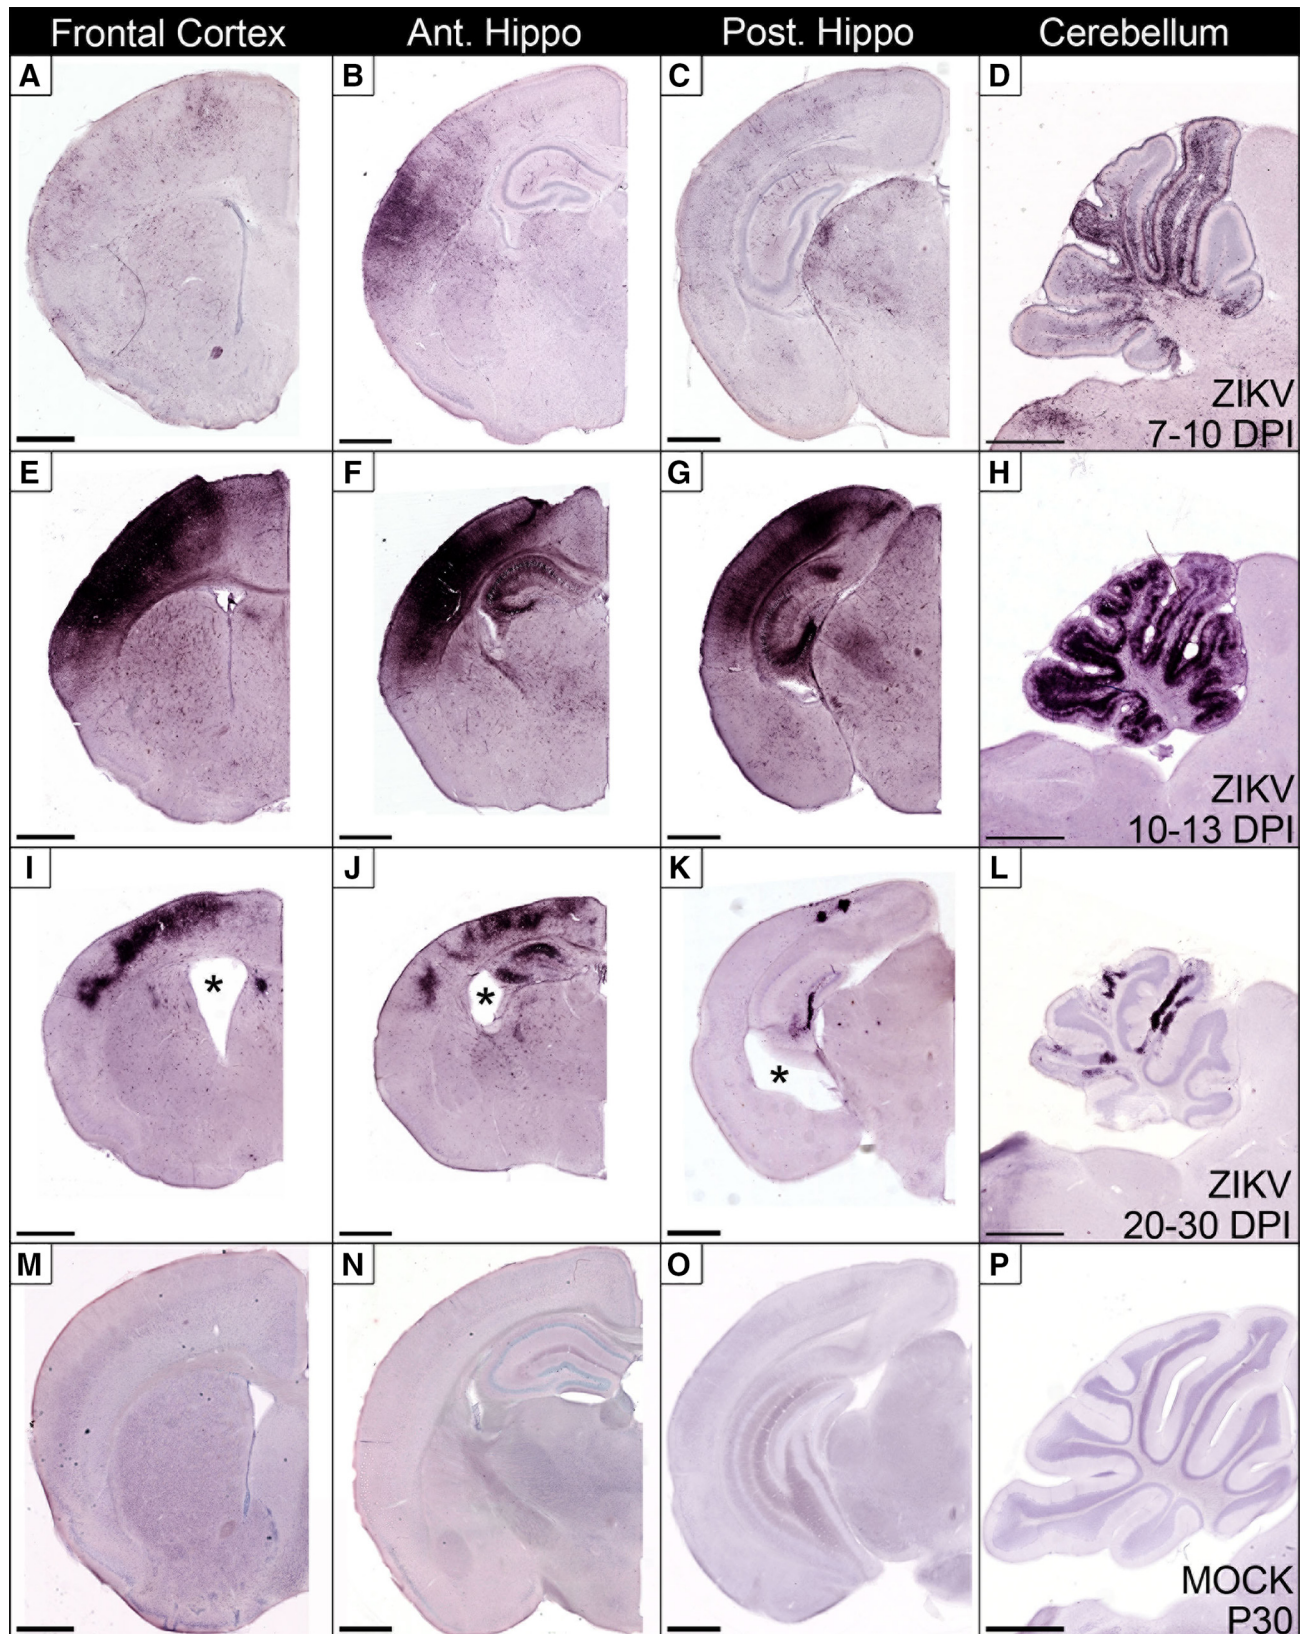 Frontal Cortex Ant. Hippo Post. Hippo Cerebellum
A B C D
ZIKV
7-10 DPI
E F G H
ZIKV
10-13 DPI
I J K L
* * *
ZIKV
20-30 DPI
M N O P
MOCK
P30